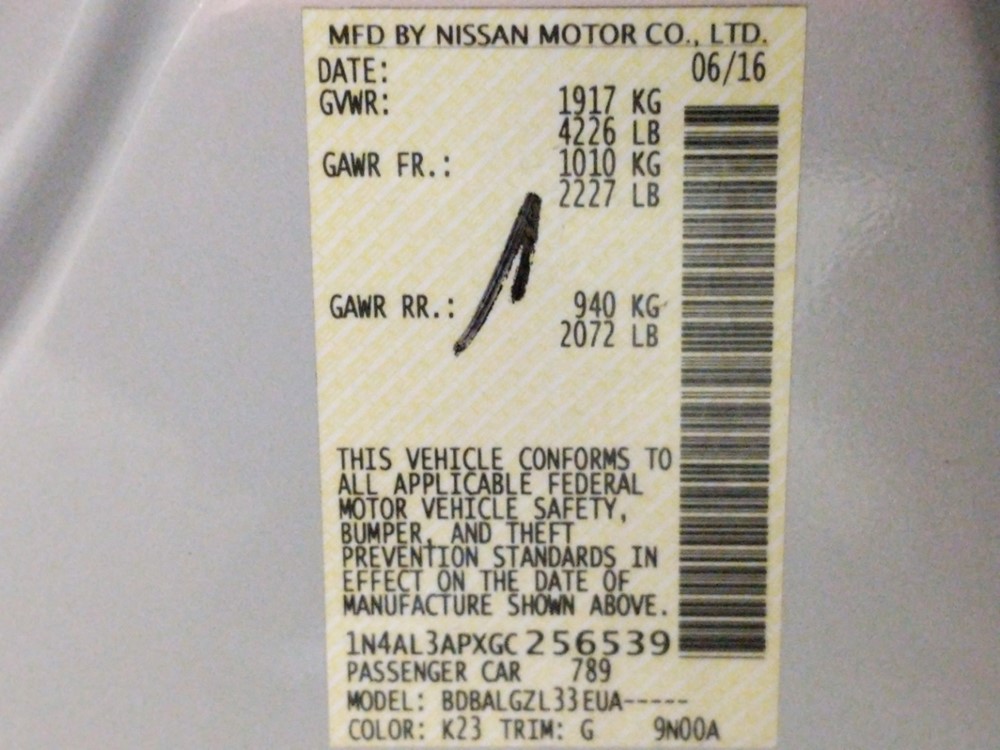 MFD BY NISSAN MOTOR CO., LTD.
DATE: 06/16
GVWR: 1917 KG
4226 LB
GAWR FR.: 1010 KG
2227 LB
GAWR RR.: 940 KG
2072 LB
THIS VEHICLE CONFORMS TO
ALL APPLICABLE FEDERAL
MOTOR VEHICLE SAFETY,
BUMPER, AND THEFT
PREVENTION STANDARDS IN
EFFECT ON THE DATE OF
MANUFACTURE SHOWN ABOVE.
1N4AL3APXGC256539
PASSENGER CAR 789
MODEL: BDBALGZL33EUA-----
COLOR: K23 TRIM: G 9N00A